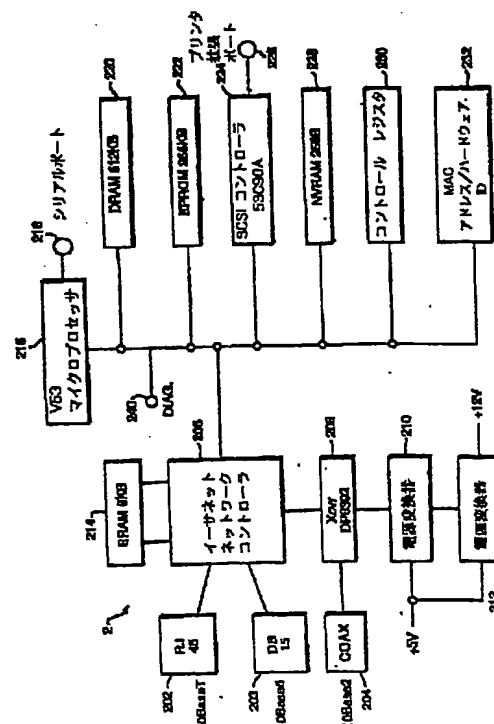 216
V53
マイクロプロセッサ
218
シリアルポート
220
DRAM 512KB
222
EPROM 256KB
プリンタ
拡張
ポート
224
226
SCSI コントローラ
53C90A
228
NVRAM 256B
230
コントロール レジスタ
232
MAC
アドレス/ハードウェア
ID
240
DIAG.
206
イーサネット
ネットワーク
コントローラ
214
SRAM 8KB
2
RJ
45
202
0BaseT
DB
15
203
0Base5
208
Xcvr
DP8392
COAX
204
0Base2
210
電源変換器
+5V
+12V
電源変換器
212